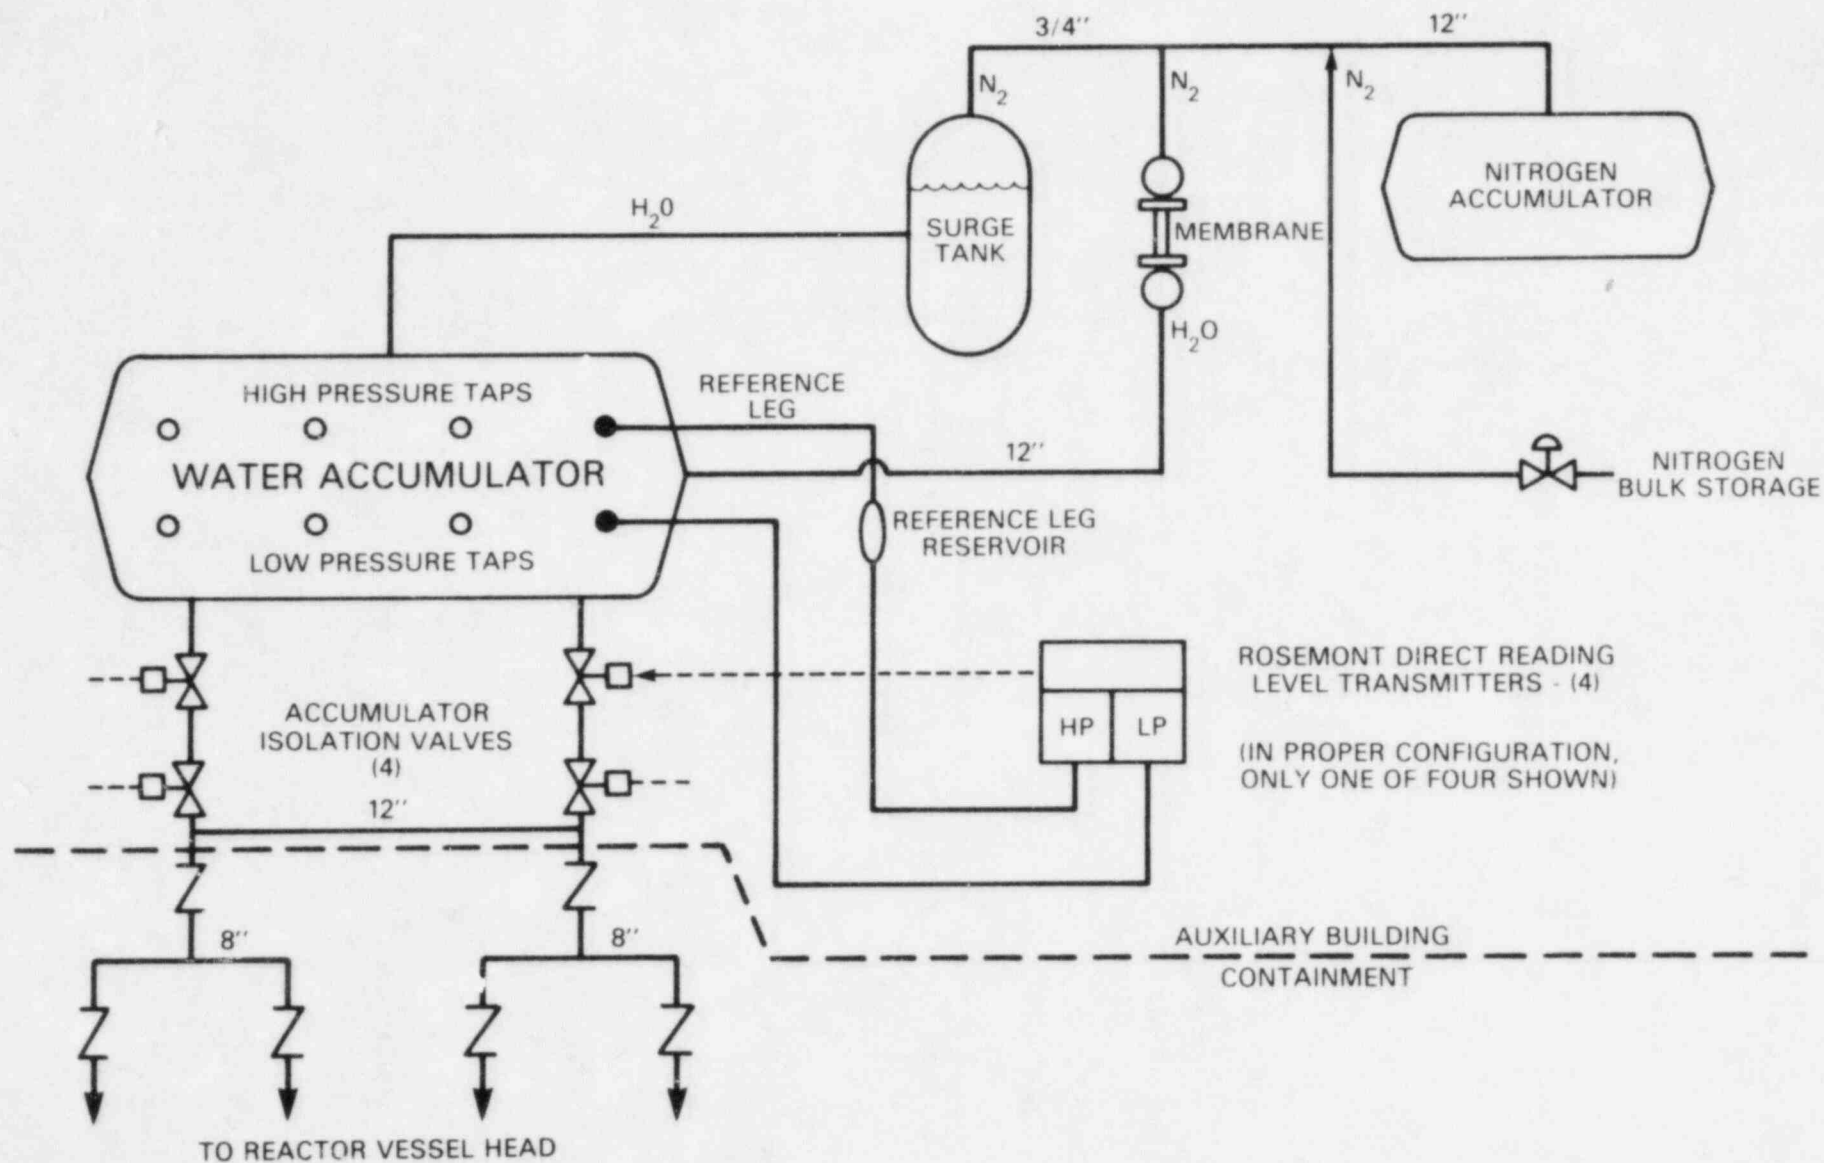 3/4''
12''
N2
N2
N2
NITROGEN
ACCUMULATOR
H2O
SURGE
TANK
MEMBRANE
H2O
HIGH PRESSURE TAPS
REFERENCE
LEG
WATER ACCUMULATOR
12''
NITROGEN
BULK STORAGE
REFERENCE LEG
RESERVOIR
LOW PRESSURE TAPS
ROSEMONT DIRECT READING
LEVEL TRANSMITTERS - (4)
HP
LP
ACCUMULATOR
ISOLATION VALVES
(4)
(IN PROPER CONFIGURATION,
ONLY ONE OF FOUR SHOWN)
12''
8''
8''
AUXILIARY BUILDING
CONTAINMENT
TO REACTOR VESSEL HEAD